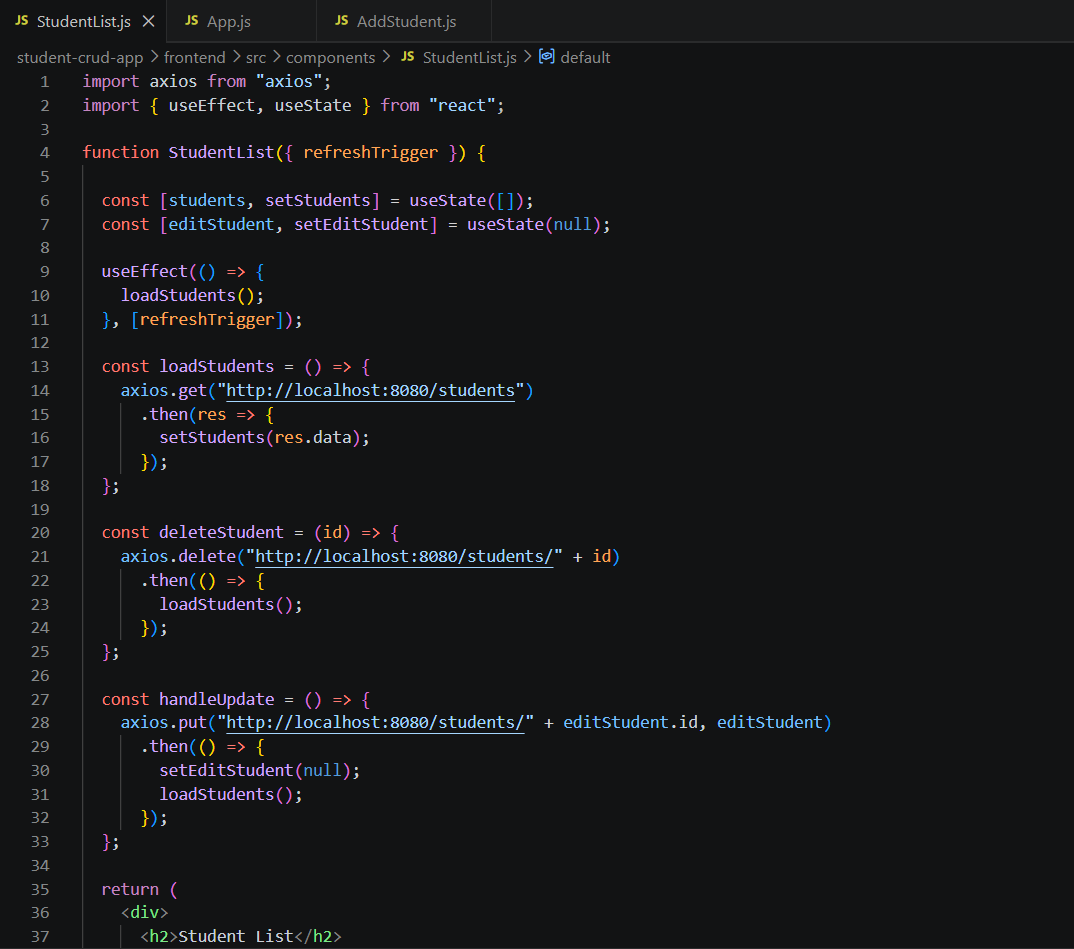 JS StudentList.js × JS App.js JS AddStudent.js
student-crud-app > frontend > src > components > JS StudentList.js > default
1 import axios from "axios";
2 import { useEffect, useState } from "react";
3
4 function StudentList({ refreshTrigger }) {
5
6   const [students, setStudents] = useState([]);
7   const [editStudent, setEditStudent] = useState(null);
8
9   useEffect(() => {
10     loadStudents();
11   }, [refreshTrigger]);
12
13   const loadStudents = () => {
14     axios.get("http://localhost:8080/students")
15       .then(res => {
16         setStudents(res.data);
17       });
18   };
19
20   const deleteStudent = (id) => {
21     axios.delete("http://localhost:8080/students/" + id)
22       .then(() => {
23         loadStudents();
24       });
25   };
26
27   const handleUpdate = () => {
28     axios.put("http://localhost:8080/students/" + editStudent.id, editStudent)
29       .then(() => {
30         setEditStudent(null);
31         loadStudents();
32       });
33   };
34
35   return (
36     <div>
37       <h2>Student List</h2>